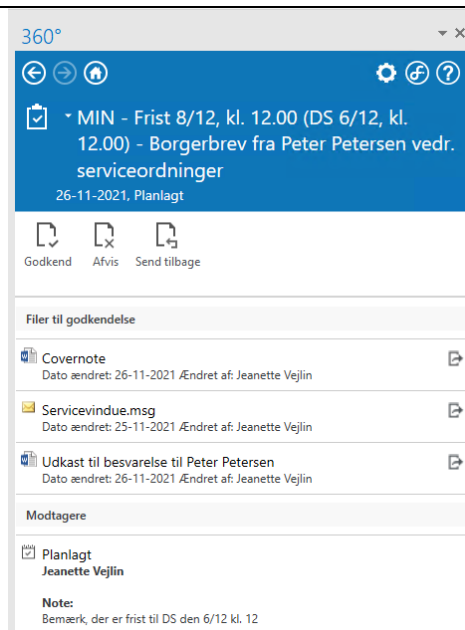 360°
MIN - Frist 8/12, kl. 12.00 (DS 6/12, kl.
12.00) - Borgerbrev fra Peter Petersen vedr.
serviceordninger
26-11-2021, Planlagt
Godkend Afvis Send tilbage
Filer til godkendelse
Covernote
Dato ændret: 26-11-2021 Ændret af: Jeanette Vejlin
Servicevindue.msg
Dato ændret: 25-11-2021 Ændret af: Jeanette Vejlin
Udkast til besvarelse til Peter Petersen
Dato ændret: 26-11-2021 Ændret af: Jeanette Vejlin
Modtagere
Planlagt
Jeanette Vejlin
Note:
Bemærk, der er frist til DS den 6/12 kl. 12